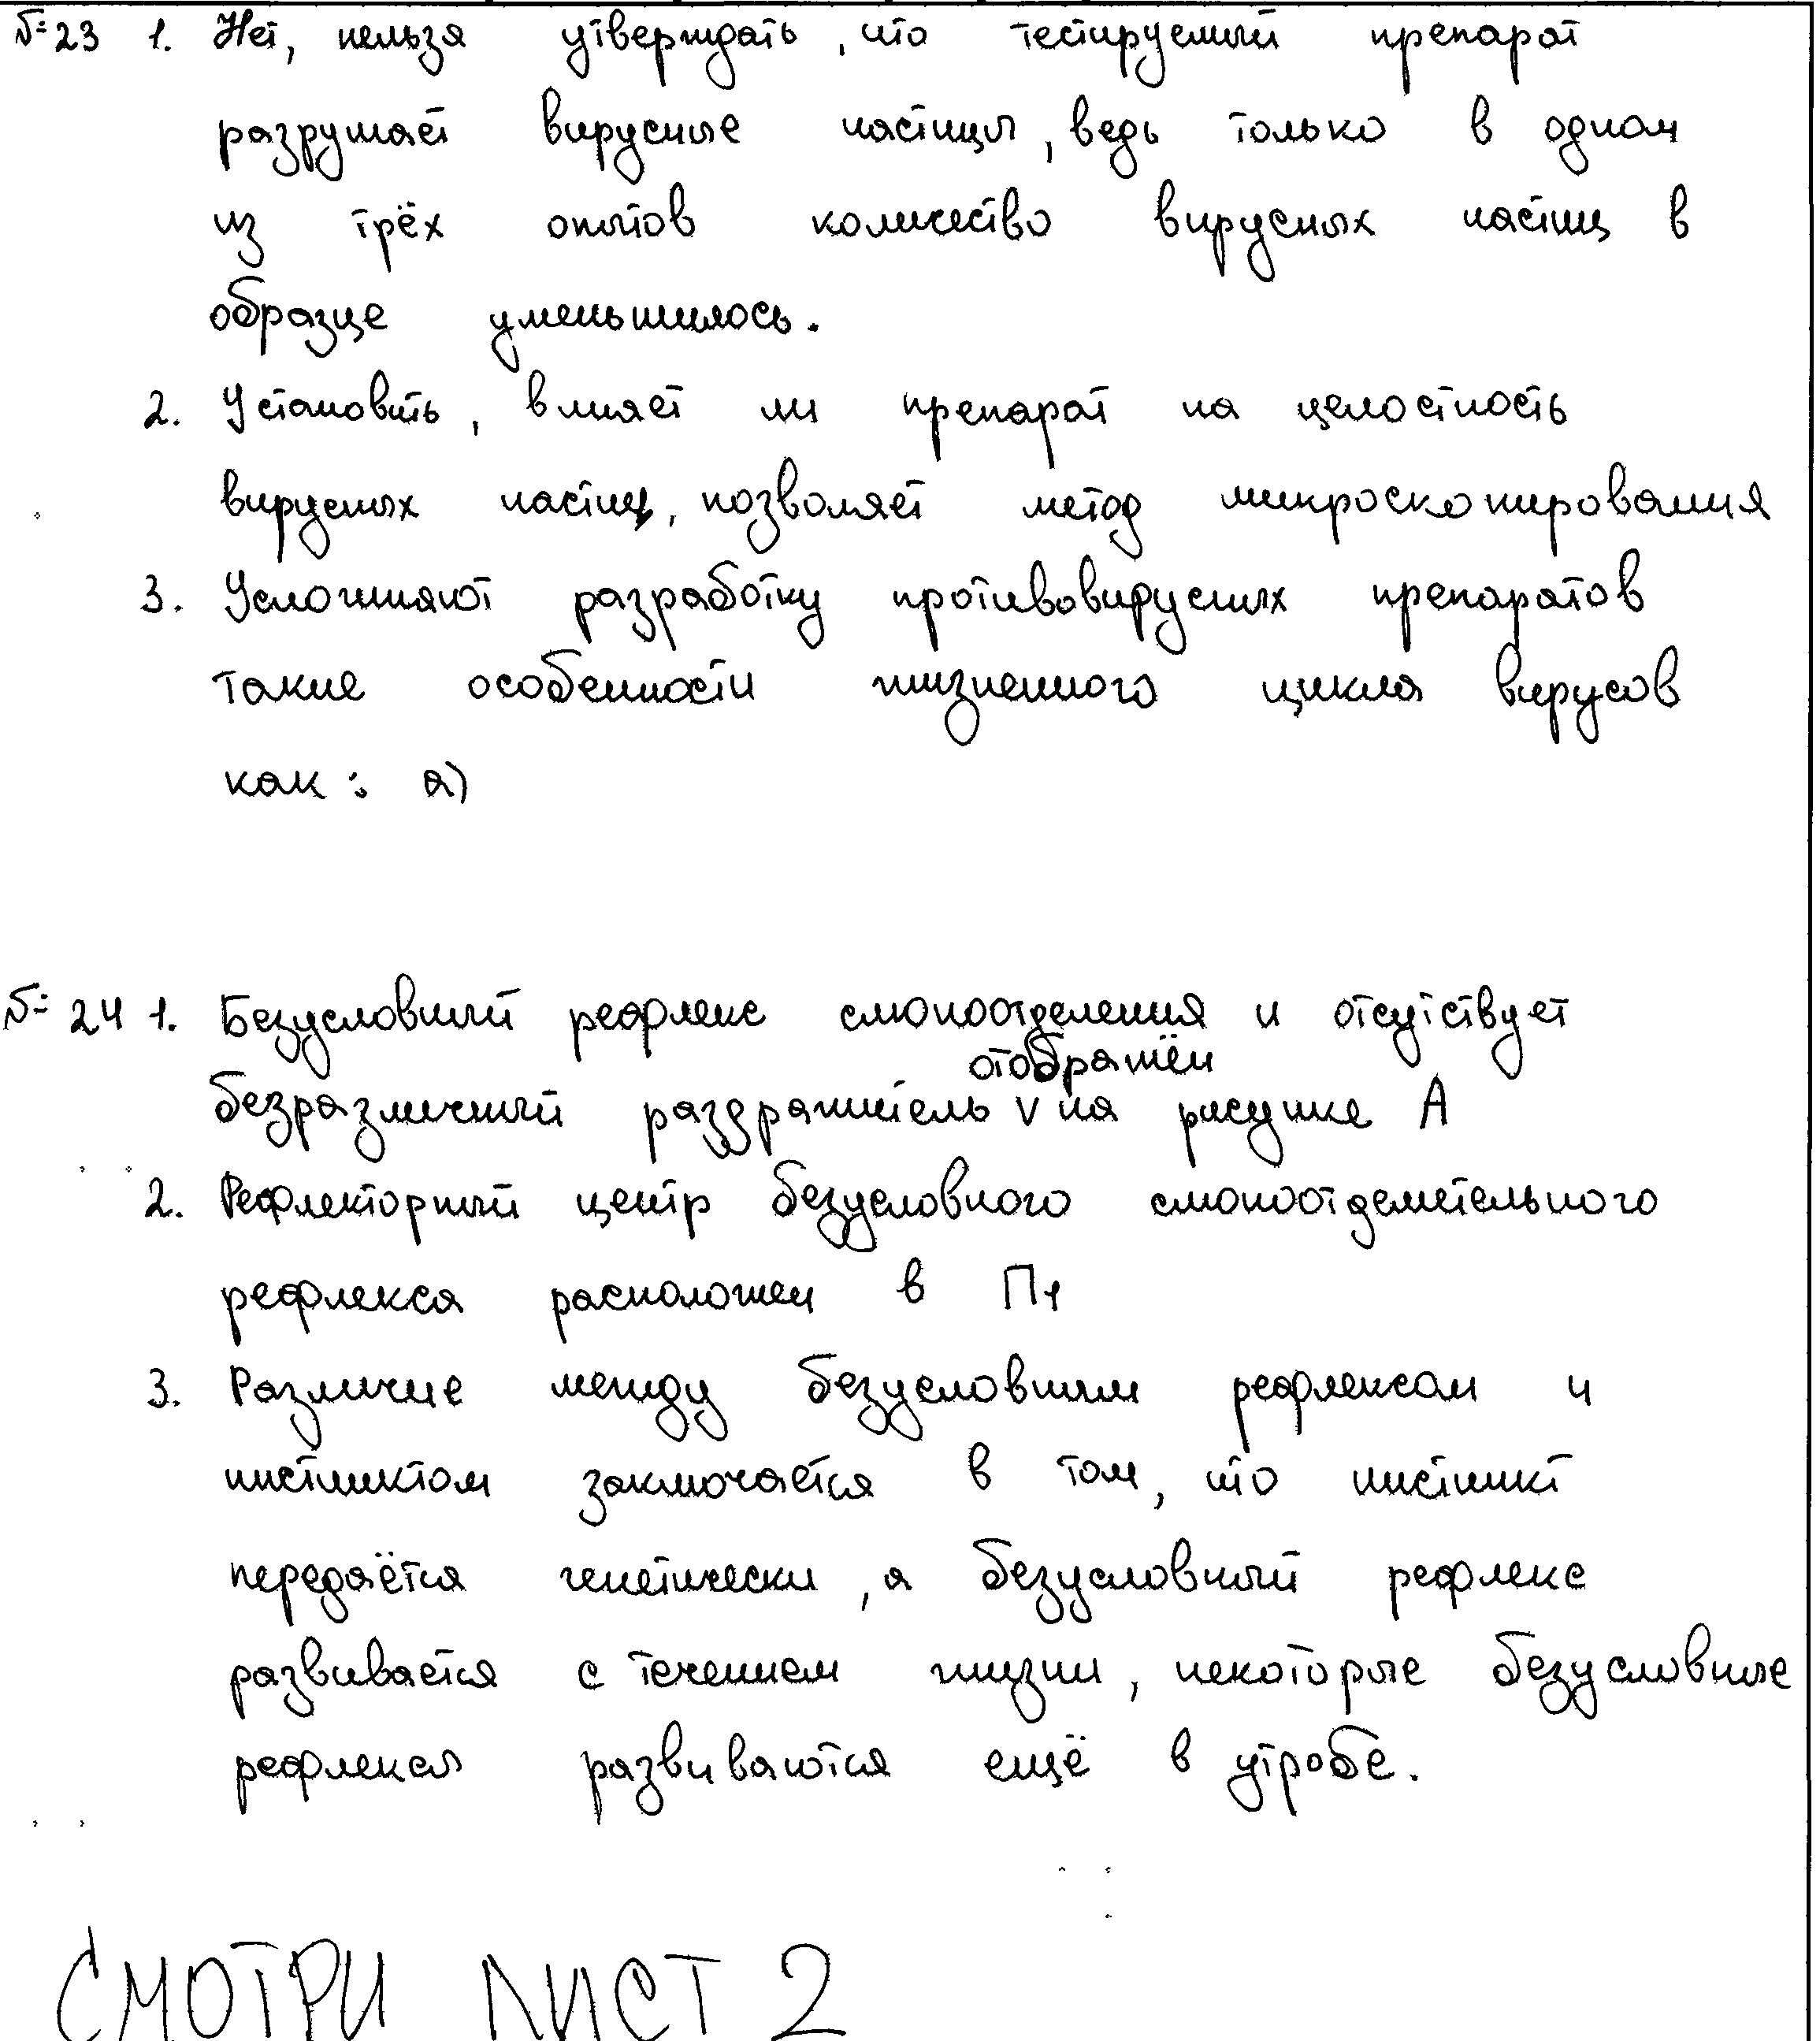 №23 1. Нет, нельзя утверждать, что тестируемый препарат
разрушает вирусные частицы, ведь только в одном
из трёх опытов количество вирусных частиц в
образце уменьшилось.
2. Установить, влияет ли препарат на целостность
вирусных частиц, позволяет метод микроскопирования
3. Усложняют разработку противовирусных препаратов
такие особенности жизненного цикла вирусов
как: а)
№24 1. Безусловный рефлекс слюноотделения и отсутствует
отображён
безразличный раздражитель V на рисунке А
2. Рефлекторный центр безусловного слюноотделительного
рефлекса расположен в П1
3. Различие между безусловным рефлексом и
инстинктом заключается в том, что инстинкт
передаётся генетически, а безусловный рефлекс
развивается с течением жизни, некоторые безусловные
рефлексы развиваются ещё в утробе.
СМОТРИ ЛИСТ 2